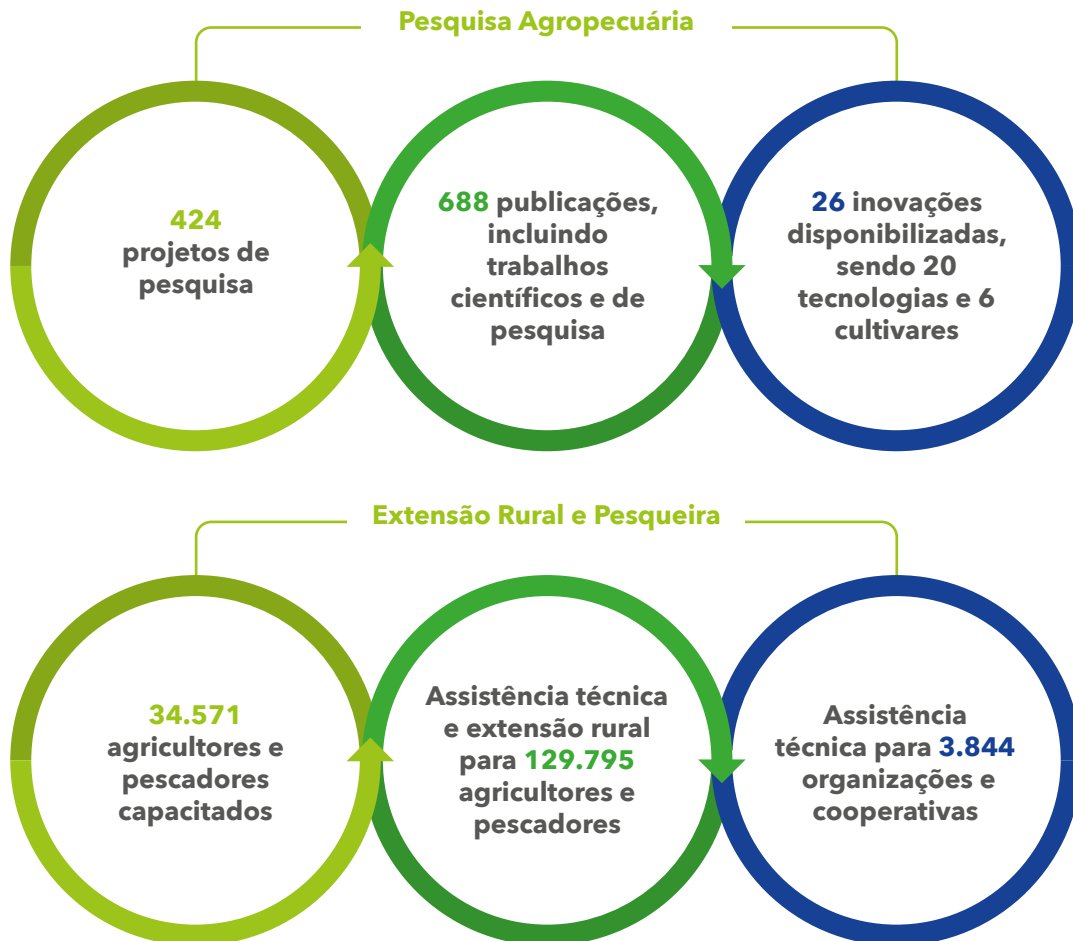 Pesquisa Agropecuária
424
projetos de
pesquisa
688 publicações,
incluindo
trabalhos
científicos e de
pesquisa
26 inovações
disponibilizadas,
sendo 20
tecnologias e 6
cultivares
Extensão Rural e Pesqueira
34.571
agricultores e
pescadores
capacitados
Assistência técnica
e extensão rural
para 129.795
agricultores e
pescadores
Assistência
técnica para 3.844
organizações e
cooperativas